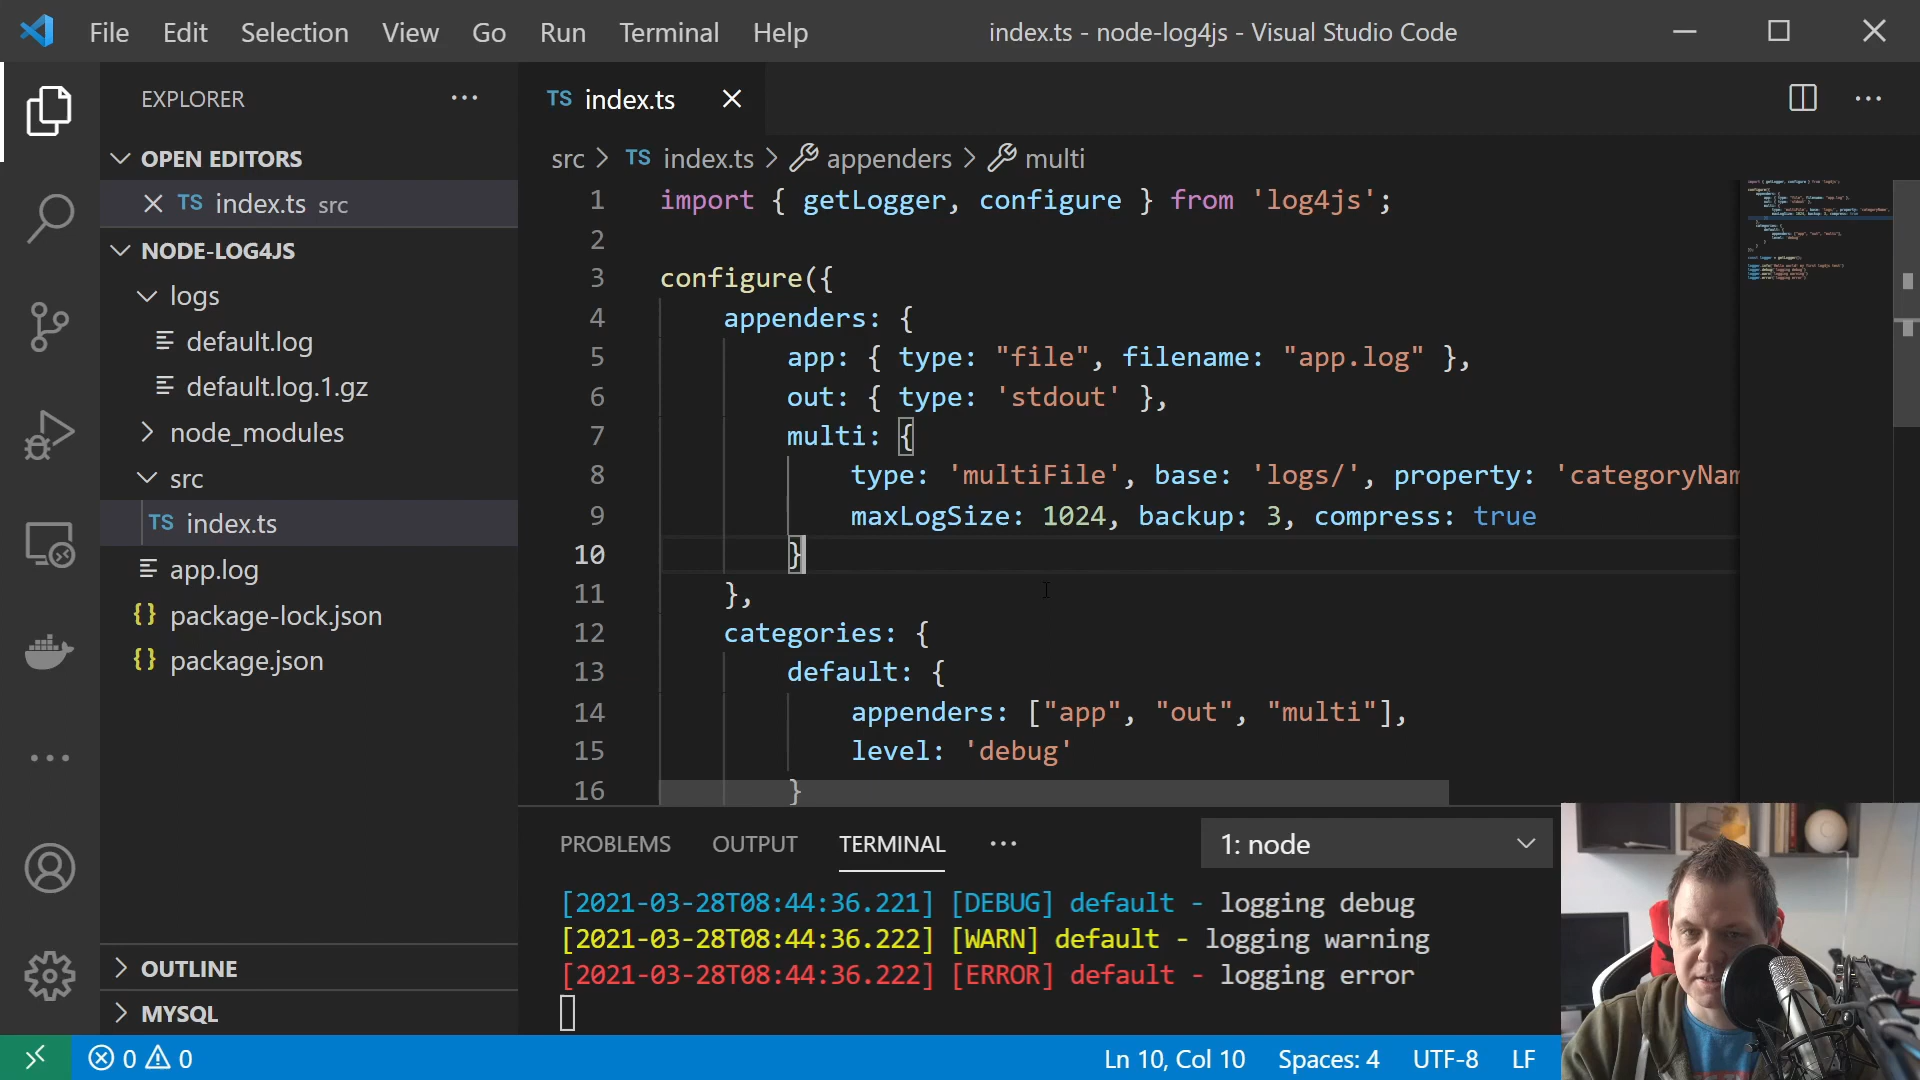 File Edit Selection View Go Run Terminal Help
index.ts - node-log4js - Visual Studio Code
EXPLORER
OPEN EDITORS
TS index.ts src
NODE-LOG4JS
logs
default.log
default.log.1.gz
node_modules
src
TS index.ts
app.log
{} package-lock.json
{} package.json
OUTLINE
MYSQL
TS index.ts
src > TS index.ts > appenders > multi
1 import { getLogger, configure } from 'log4js';
2
3 configure({
4 appenders: {
5 app: { type: "file", filename: "app.log" },
6 out: { type: 'stdout' },
7 multi: {
8 type: 'multiFile', base: 'logs/', property: 'categoryNam
9 maxLogSize: 1024, backup: 3, compress: true
10 }
11 },
12 categories: {
13 default: {
14 appenders: ["app", "out", "multi"],
15 level: 'debug'
16 }
PROBLEMS OUTPUT TERMINAL
1: node
[2021-03-28T08:44:36.221] [DEBUG] default - logging debug
[2021-03-28T08:44:36.222] [WARN] default - logging warning
[2021-03-28T08:44:36.222] [ERROR] default - logging error
0 0
Ln 10, Col 10 Spaces: 4 UTF-8 LF